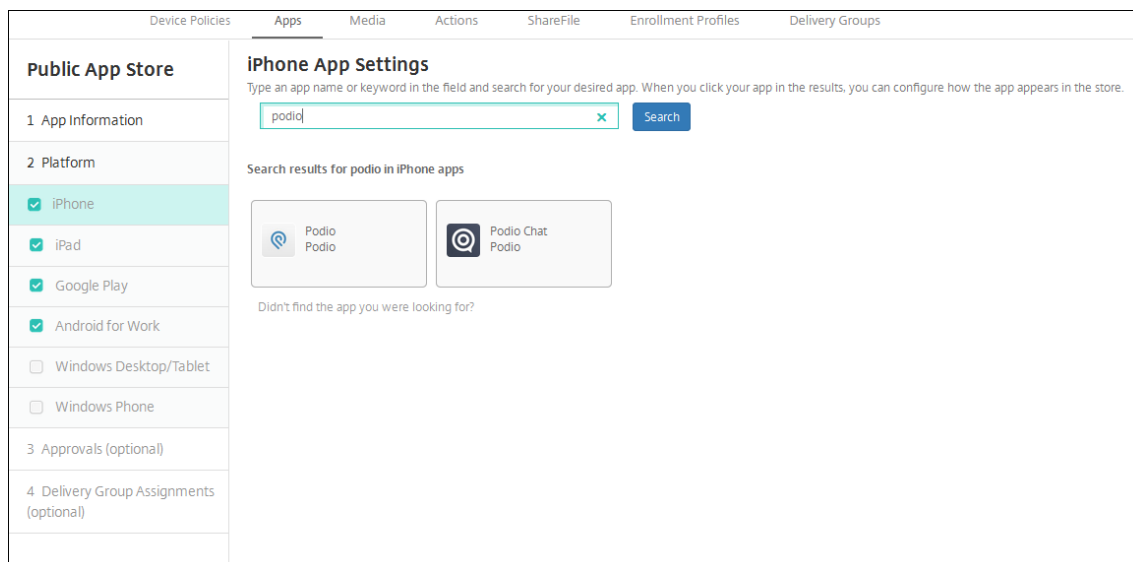 Device Policies Apps Media Actions ShareFile Enrollment Profiles Delivery Groups
Public App Store
1 App Information
2 Platform
iPhone
iPad
Google Play
Android for Work
Windows Desktop/Tablet
Windows Phone
3 Approvals (optional)
4 Delivery Group Assignments
(optional)
iPhone App Settings
Type an app name or keyword in the field and search for your desired app. When you click your app in the results, you can configure how the app appears in the store.
podio
Search
Search results for podio in iPhone apps
Podio
Podio
Podio Chat
Podio
Didn't find the app you were looking for?